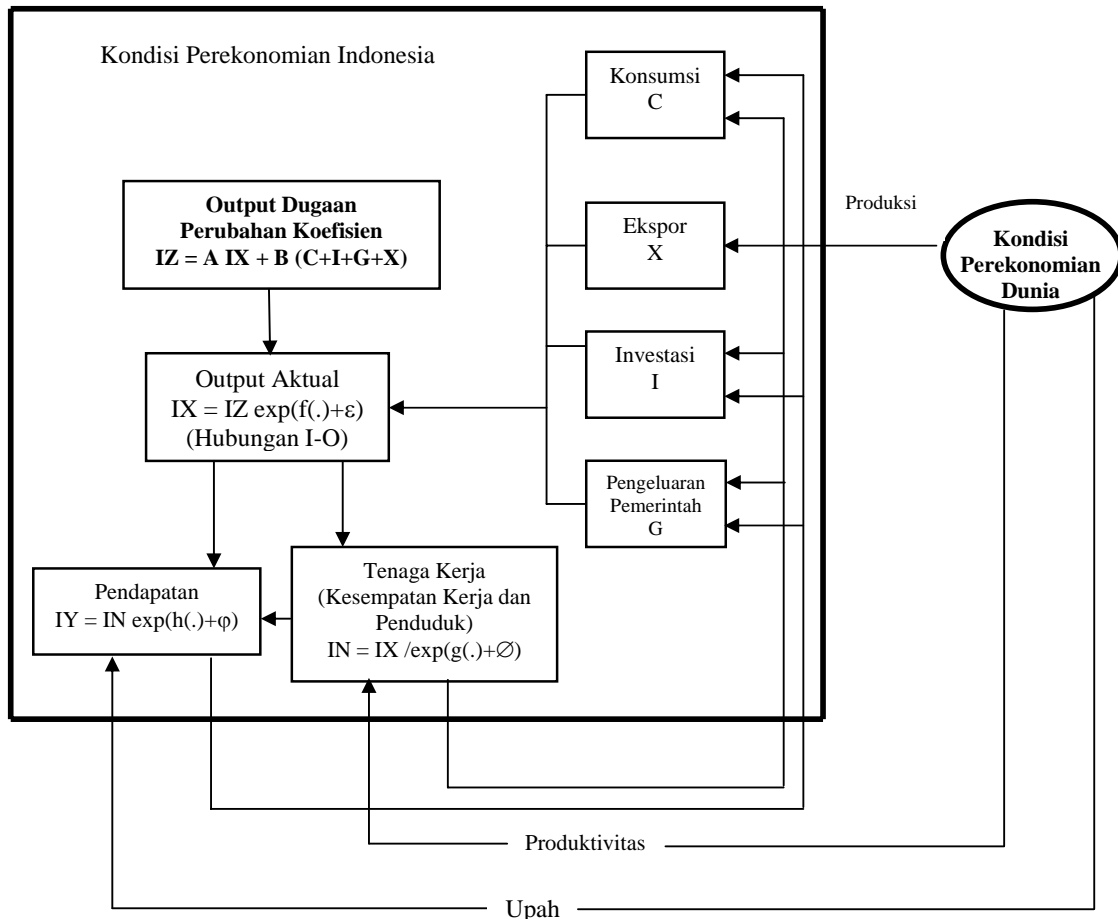 Kondisi Perekonomian Indonesia
Konsumsi
C
Output Dugaan
Perubahan Koefisien
IZ = A IX + B (C+I+G+X)
Ekspor
X
Produksi
Kondisi
Perekonomian
Dunia
Output Aktual
IX = IZ exp(f(.)+ε)
(Hubungan I-O)
Investasi
I
Pengeluaran
Pemerintah
G
Pendapatan
IY = IN exp(h(.)+φ)
Tenaga Kerja
(Kesempatan Kerja dan
Penduduk)
IN = IX /exp(g(.)+∅)
Produktivitas
Upah